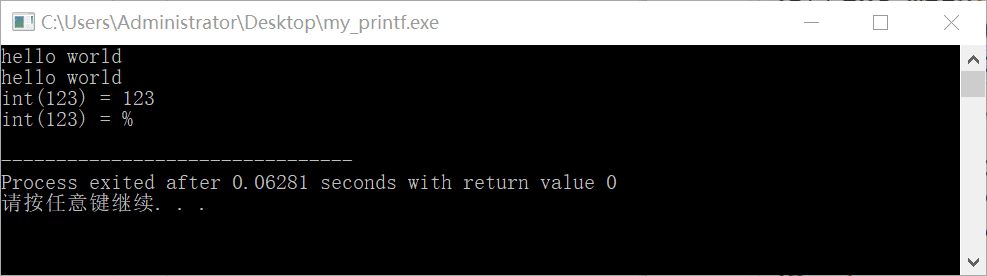 C:\Users\Administrator\Desktop\my_printf.exe
hello world
hello world
int(123) = 123
int(123) = %
--------------------------------
Process exited after 0.06281 seconds with return value 0
请按任意键继续. . .